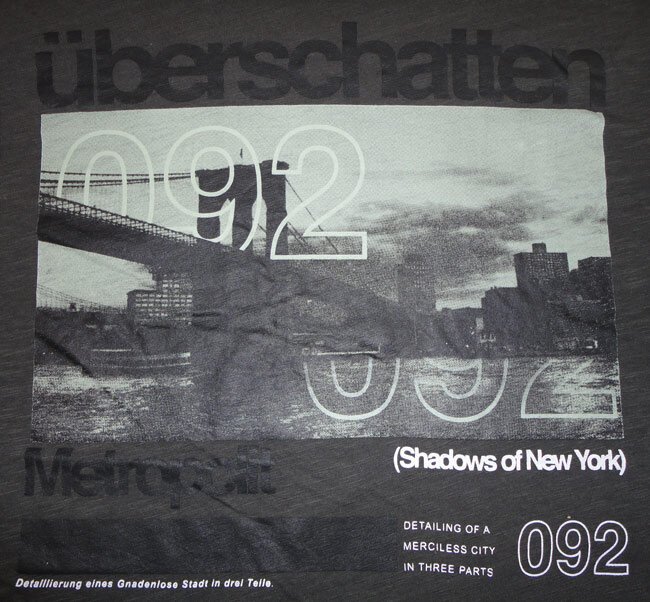 überschatten
092
092
Metropolit
(Shadows of New York)
DETAILING OF A
MERCILESS CITY
IN THREE PARTS
092
Detaillierung eines Gnadenlose Stadt in drei Teile.